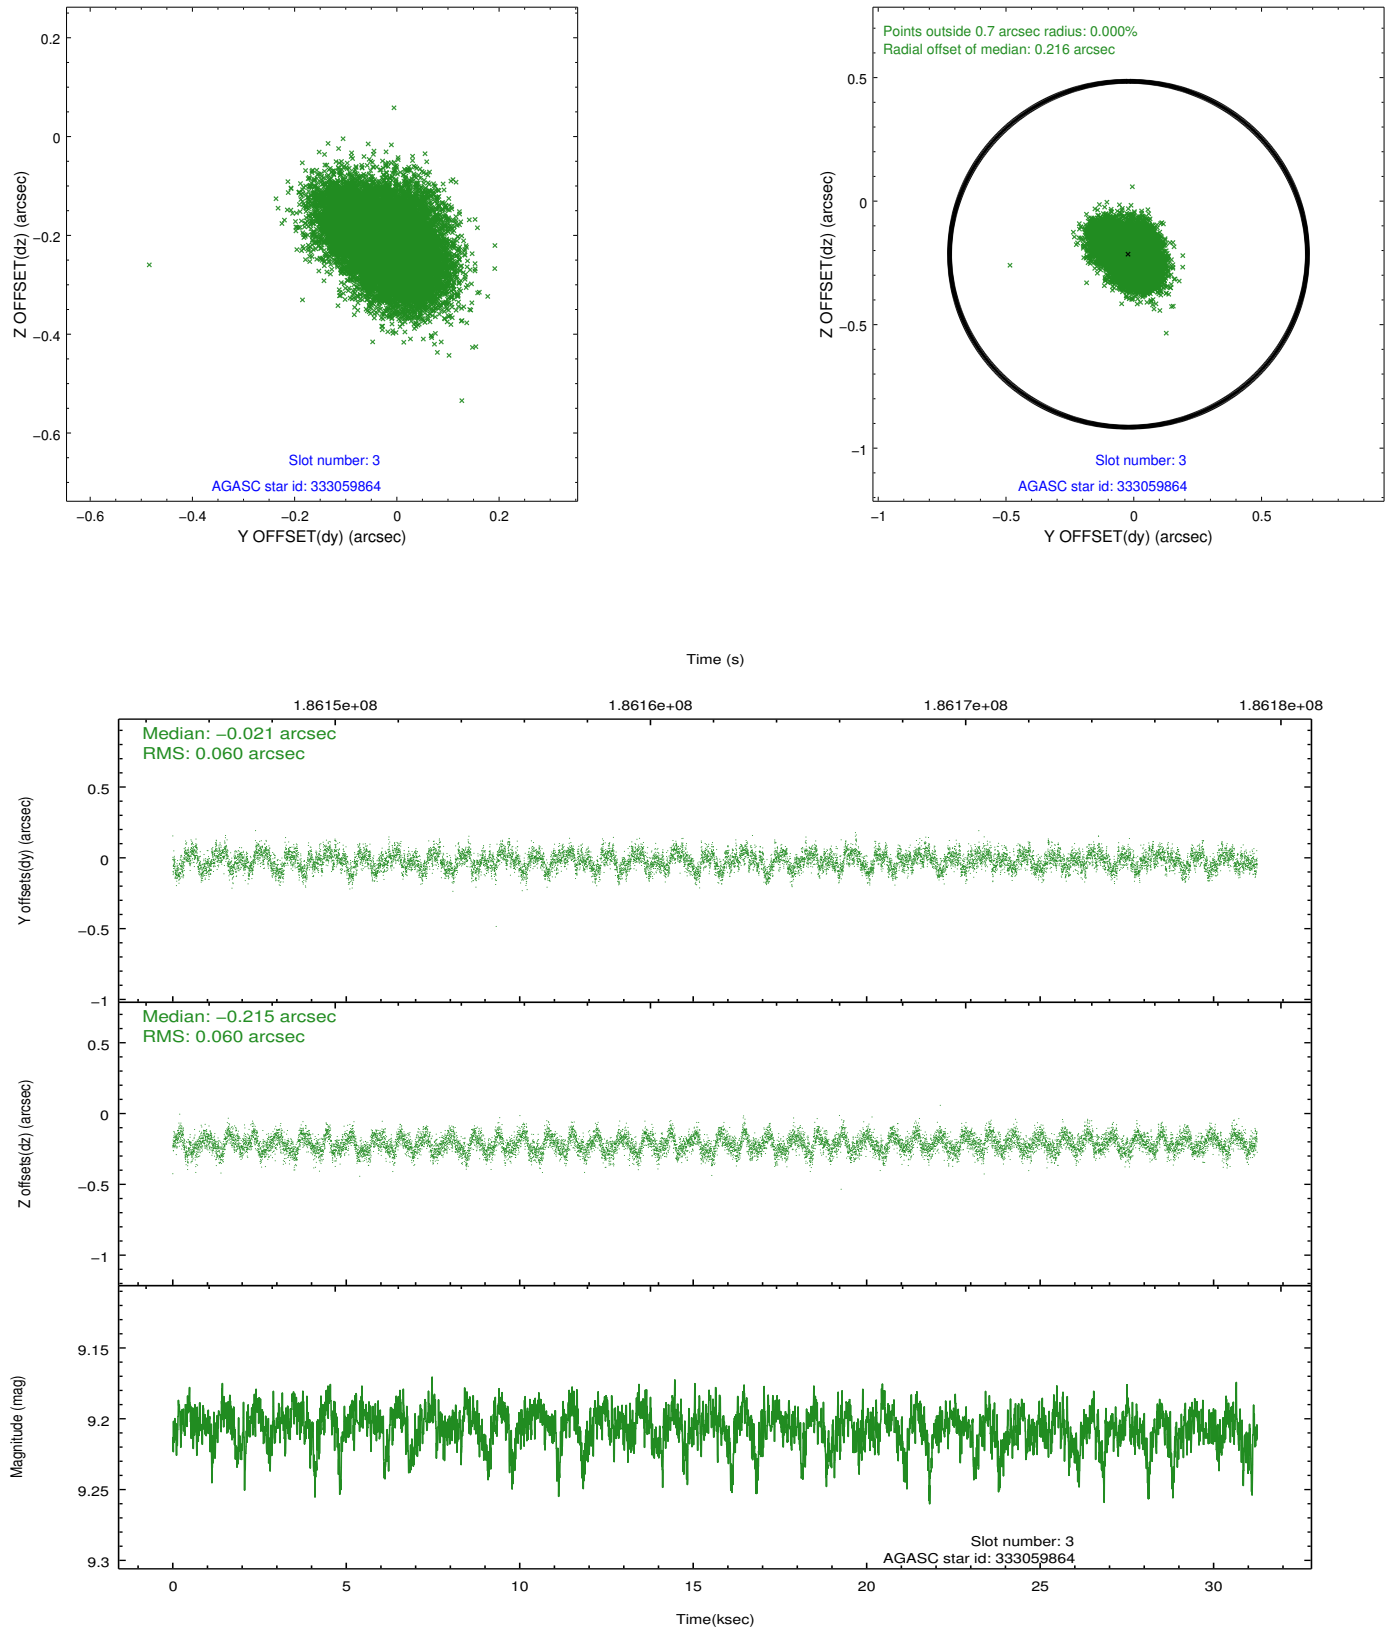 0.2
0
−0.2
−0.4
−0.6
Z OFFSET(dz) (arcsec)
Slot number: 3
AGASC star id: 333059864
−0.6
−0.4
−0.2
0
0.2
Y OFFSET(dy) (arcsec)
Points outside 0.7 arcsec radius: 0.000%
Radial offset of median: 0.216 arcsec
0.5
0
−0.5
−1
Z OFFSET(dz) (arcsec)
Slot number: 3
AGASC star id: 333059864
−1
−0.5
0
0.5
Y OFFSET(dy) (arcsec)
Time (s)
1.8615e+08
1.8616e+08
1.8617e+08
1.8618e+08
Median: −0.021 arcsec
RMS: 0.060 arcsec
0.5
0
−0.5
−1
Y offsets(dy) (arcsec)
Median: −0.215 arcsec
RMS: 0.060 arcsec
0.5
0
−0.5
−1
Z offsets(dz) (arcsec)
9.15
9.2
9.25
9.3
Magnitude (mag)
Slot number: 3
AGASC star id: 333059864
0
5
10
15
20
25
30
Time(ksec)